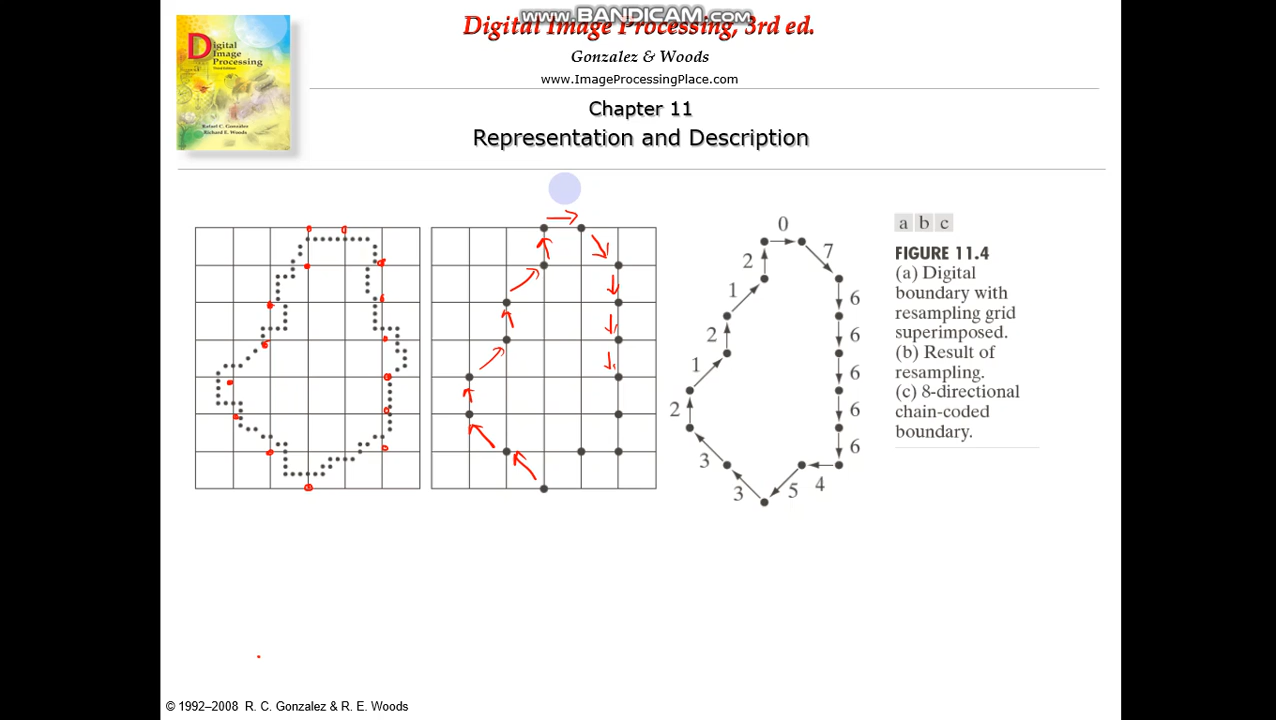 www.BANDICAM.com
Digital Image Processing, 3rd ed.
Gonzalez & Woods
www.ImageProcessingPlace.com
Digital
Image
Processing
Rafael C. Gonzalez
Richard E. Woods
Chapter 11
Representation and Description
0
7
2
1
2
1
2
3
3
5
4
6
6
6
6
6
a b c
FIGURE 11.4
(a) Digital
boundary with
resampling grid
superimposed.
(b) Result of
resampling.
(c) 8-directional
chain-coded
boundary.
© 1992–2008 R. C. Gonzalez & R. E. Woods